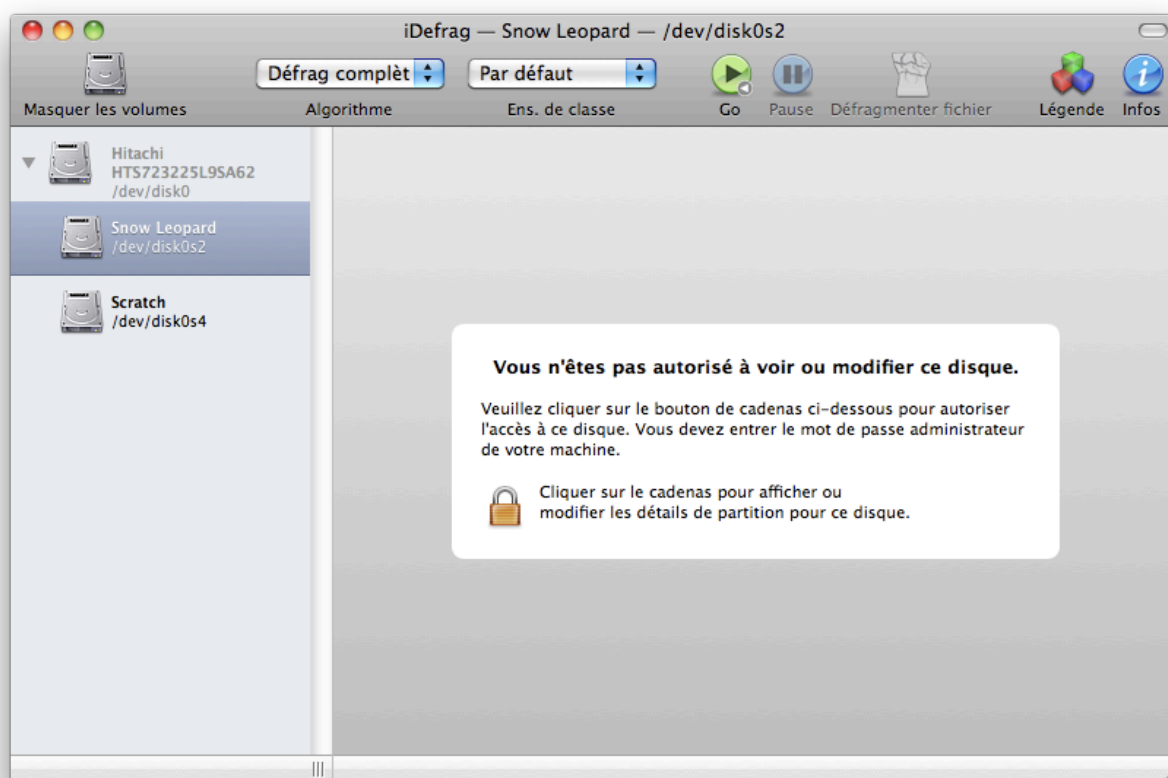 iDefrag — Snow Leopard — /dev/disk0s2
Défrag complèt
Par défaut
Masquer les volumes
Algorithme
Ens. de classe
Go
Pause
Défragmenter fichier
Légende
Infos
Hitachi
HTS723225L9SA62
/dev/disk0
Snow Leopard
/dev/disk0s2
Scratch
/dev/disk0s4
Vous n'êtes pas autorisé à voir ou modifier ce disque.
Veuillez cliquer sur le bouton de cadenas ci-dessous pour autoriser
l'accès à ce disque. Vous devez entrer le mot de passe administrateur
de votre machine.
Cliquer sur le cadenas pour afficher ou
modifier les détails de partition pour ce disque.